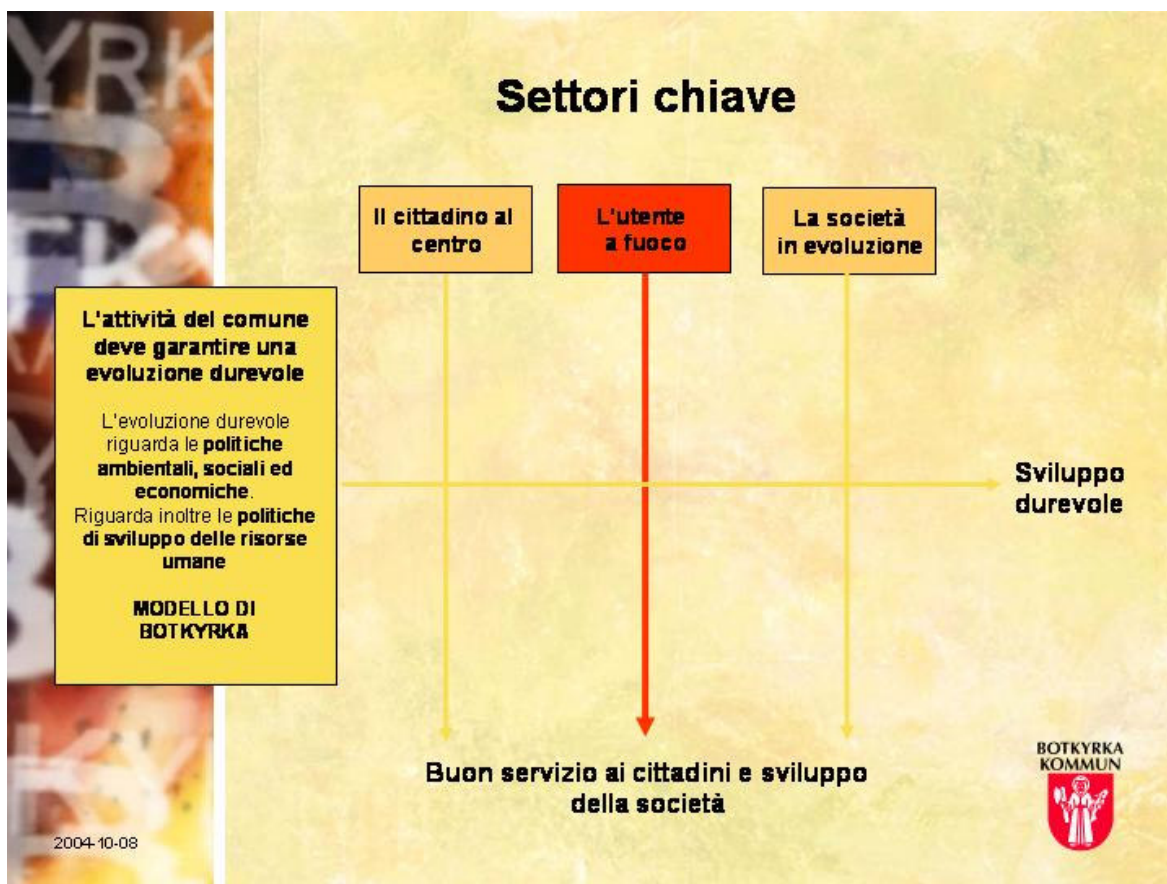 Settori chiave
Il cittadino al
centro
L'utente
a fuoco
La società
in evoluzione
L'attività del comune
deve garantire una
evoluzione durevole
L'evoluzione durevole
riguarda le politiche
ambientali, sociali ed
economiche.
Riguarda inoltre le politiche
di sviluppo delle risorse
umane
MODELLO DI
BOTKYRKA
Sviluppo
durevole
Buon servizio ai cittadini e sviluppo
della società
BOTKYRKA
KOMMUN
2004-10-08